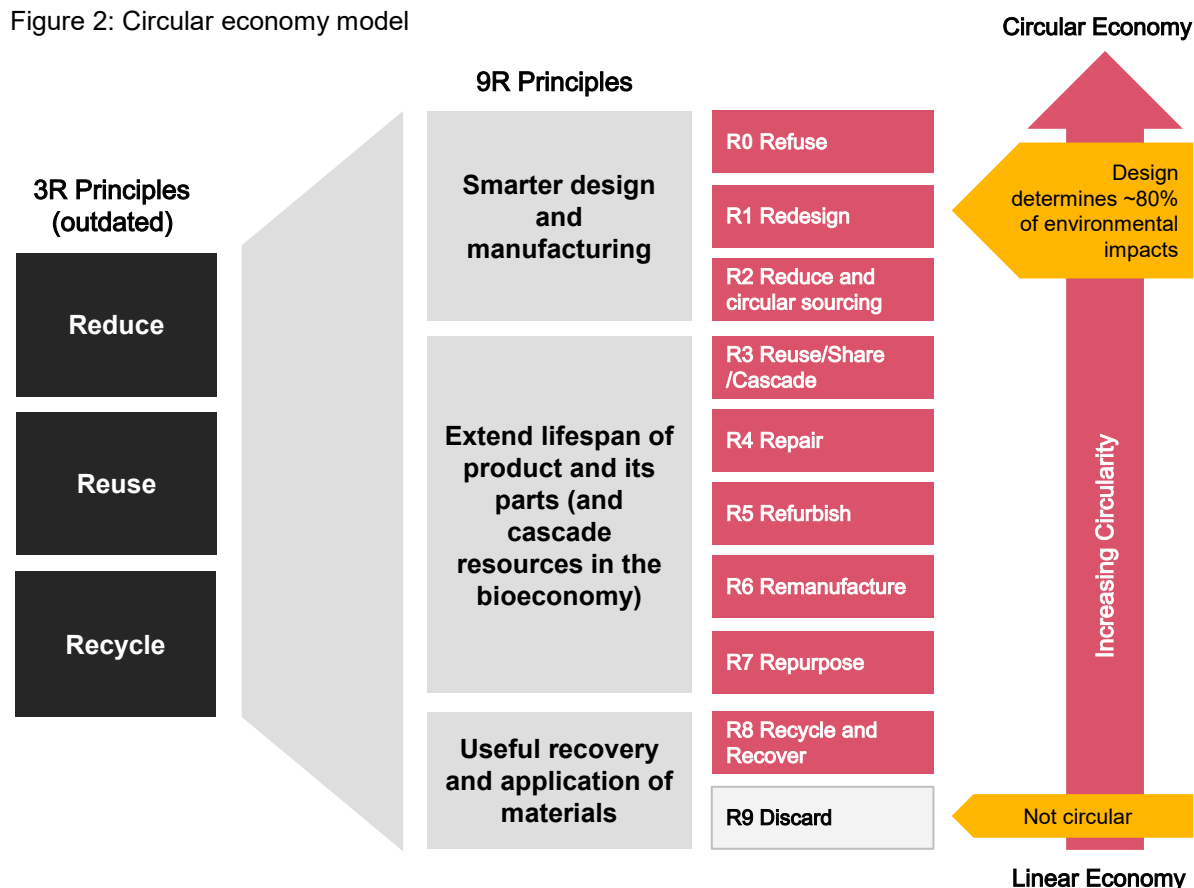 Figure 2: Circular economy model
Circular Economy
9R Principles
3R Principles
(outdated)
Reduce
Reuse
Recycle
Smarter design
and
manufacturing
R0 Refuse
R1 Redesign
R2 Reduce and
circular sourcing
Design
determines ~80%
of environmental
impacts
Extend lifespan of
product and its
parts (and
cascade
resources in the
bioeconomy)
R3 Reuse/Share
/Cascade
R4 Repair
R5 Refurbish
R6 Remanufacture
R7 Repurpose
Increasing Circularity
Useful recovery
and application of
materials
R8 Recycle and
Recover
R9 Discard
Not circular
Linear Economy